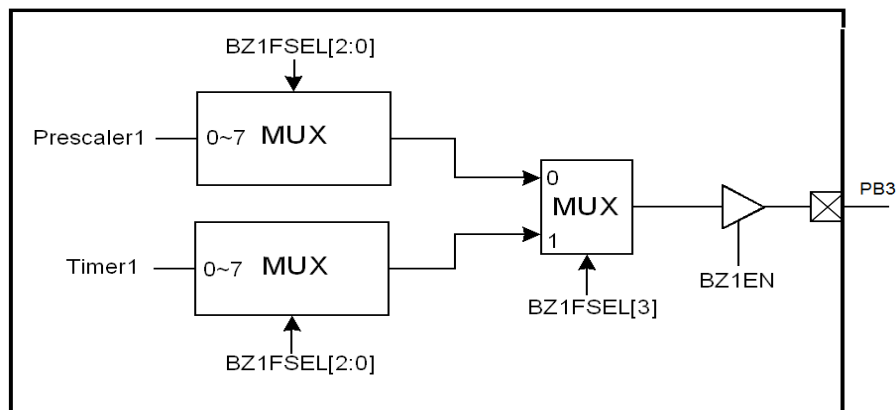 BZ1FSEL[2:0]
Prescaler1
0~7 MUX
0
MUX
1
PB3
Timer1
0~7 MUX
BZ1EN
BZ1FSEL[3]
BZ1FSEL[2:0]